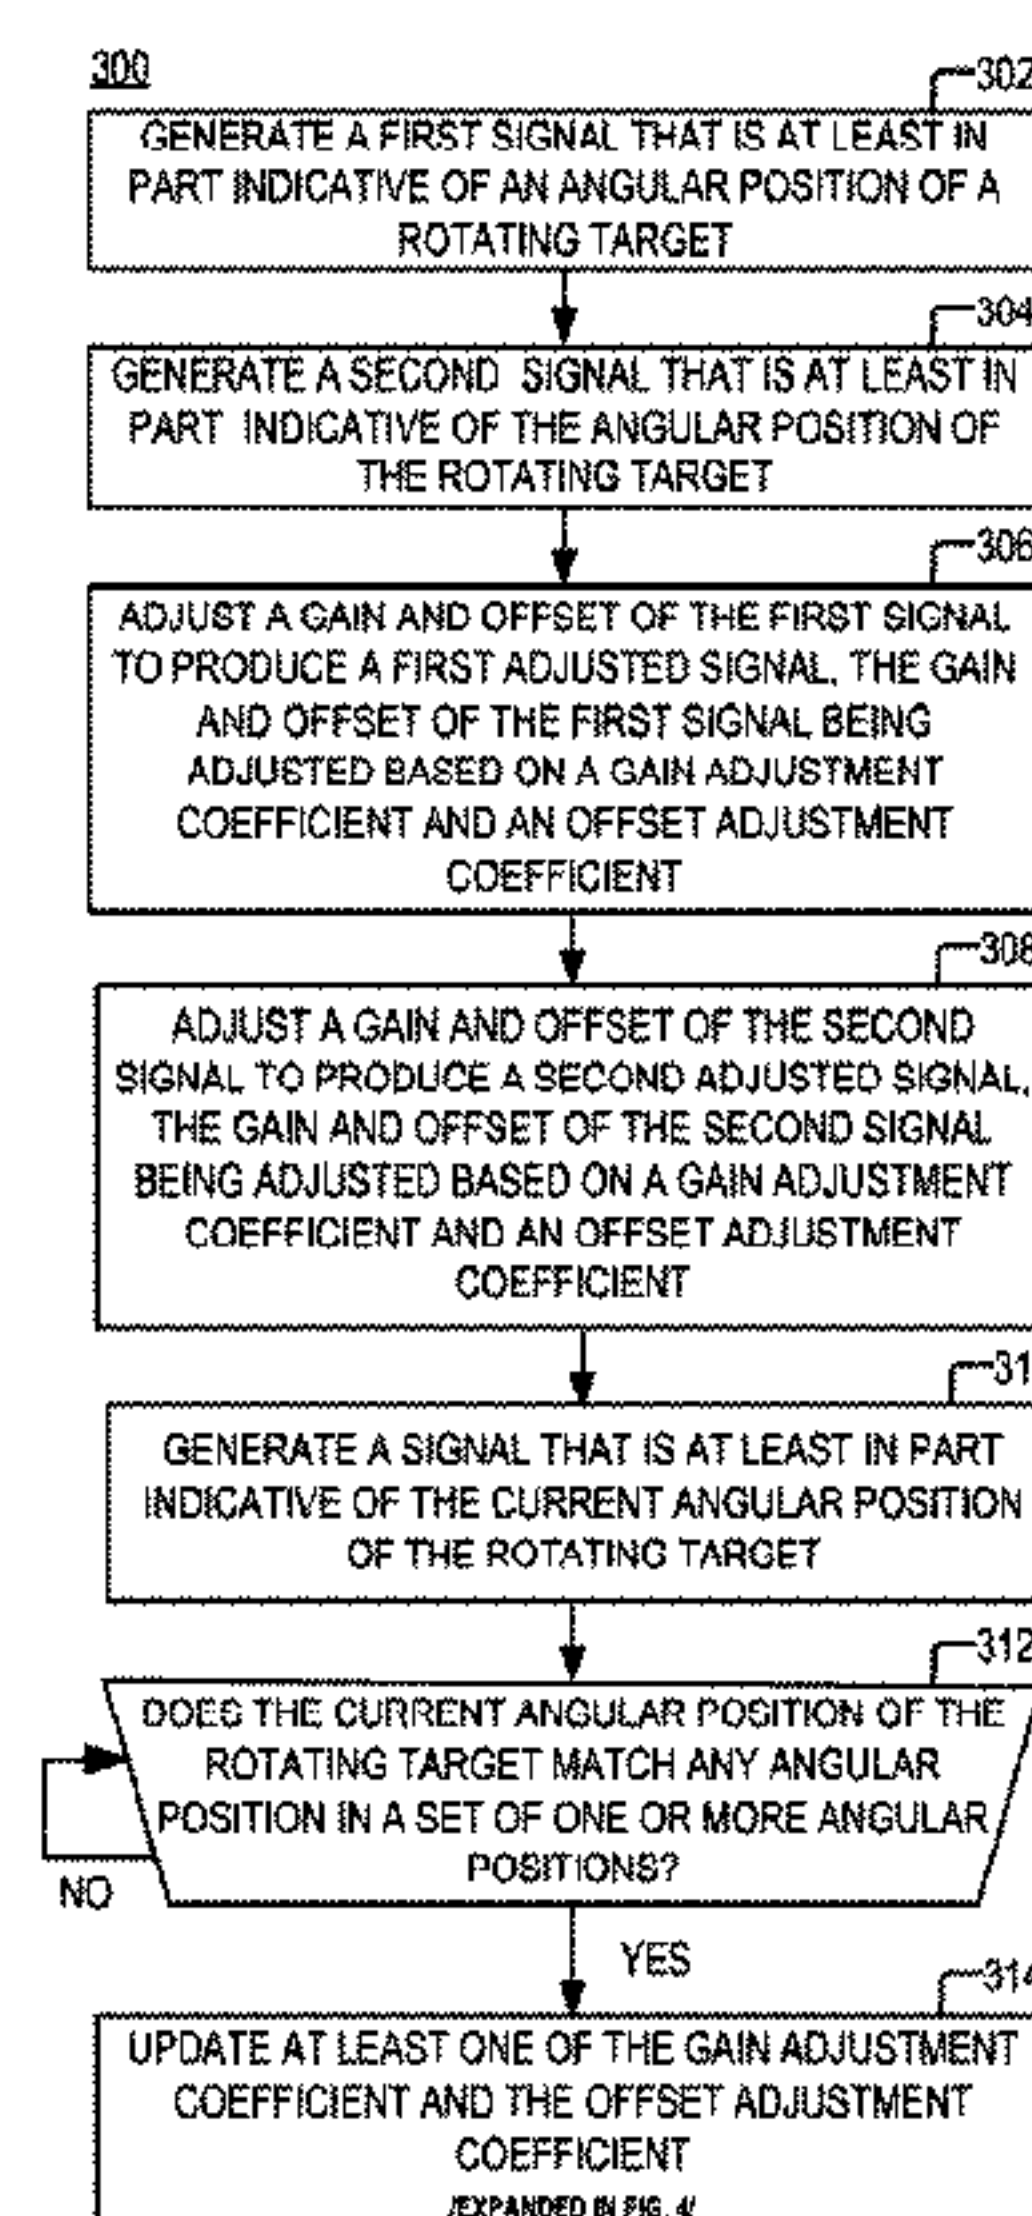 300
302
GENERATE A FIRST SIGNAL THAT IS AT LEAST IN
PART INDICATIVE OF AN ANGULAR POSITION OF A
ROTATING TARGET
304
GENERATE A SECOND SIGNAL THAT IS AT LEAST IN
PART INDICATIVE OF THE ANGULAR POSITION OF
THE ROTATING TARGET
306
ADJUST A GAIN AND OFFSET OF THE FIRST SIGNAL
TO PRODUCE A FIRST ADJUSTED SIGNAL, THE GAIN
AND OFFSET OF THE FIRST SIGNAL BEING
ADJUSTED BASED ON A GAIN ADJUSTMENT
COEFFICIENT AND AN OFFSET ADJUSTMENT
COEFFICIENT
308
ADJUST A GAIN AND OFFSET OF THE SECOND
SIGNAL TO PRODUCE A SECOND ADJUSTED SIGNAL,
THE GAIN AND OFFSET OF THE SECOND SIGNAL
BEING ADJUSTED BASED ON A GAIN ADJUSTMENT
COEFFICIENT AND AN OFFSET ADJUSTMENT
COEFFICIENT
31
GENERATE A SIGNAL THAT IS AT LEAST IN PART
INDICATIVE OF THE CURRENT ANGULAR POSITION
OF THE ROTATING TARGET
312
DOES THE CURRENT ANGULAR POSITION OF THE
ROTATING TARGET MATCH ANY ANGULAR
POSITION IN A SET OF ONE OR MORE ANGULAR
POSITIONS?
NO
YES
314
UPDATE AT LEAST ONE OF THE GAIN ADJUSTMENT
COEFFICIENT AND THE OFFSET ADJUSTMENT
COEFFICIENT
/EXPANDED IN FIG. 4/